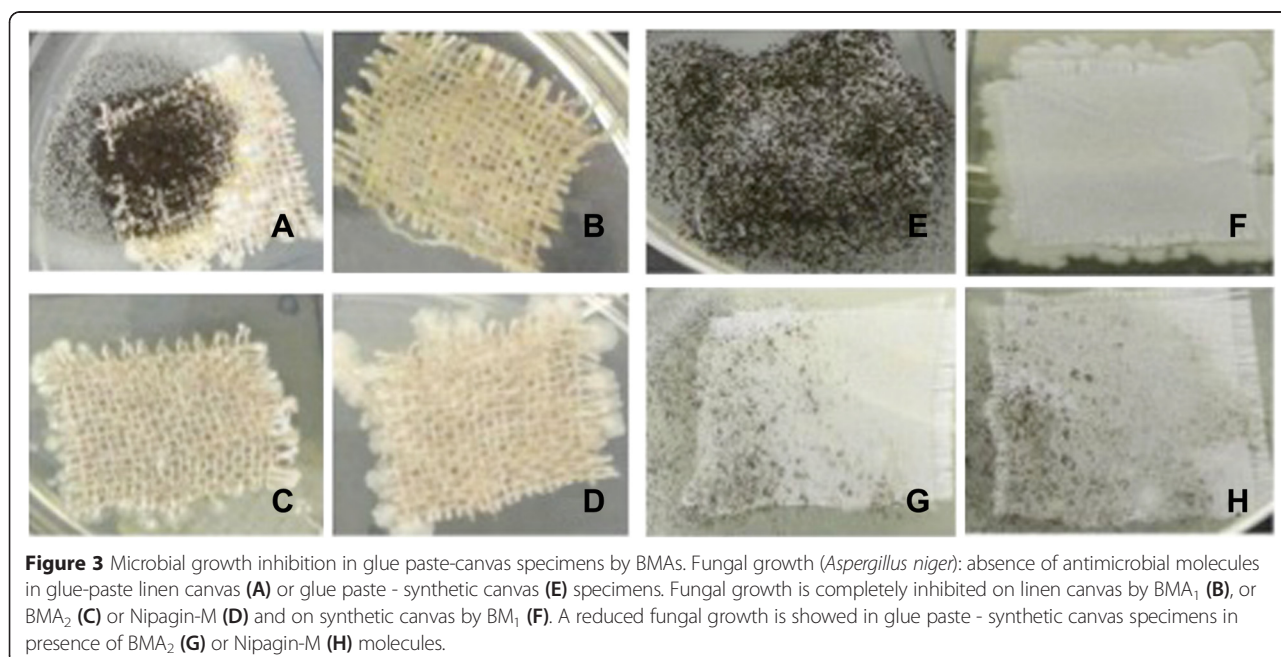 A
B
E
F
C
D
G
H
Figure 3 Microbial growth inhibition in glue paste-canvas specimens by BMAs. Fungal growth (Aspergillus niger): absence of antimicrobial molecules
in glue-paste linen canvas (A) or glue paste - synthetic canvas (E) specimens. Fungal growth is completely inhibited on linen canvas by BMA₁ (B), or
BMA₂ (C) or Nipagin-M (D) and on synthetic canvas by BM₁ (F). A reduced fungal growth is showed in glue paste - synthetic canvas specimens in
presence of BMA₂ (G) or Nipagin-M (H) molecules.